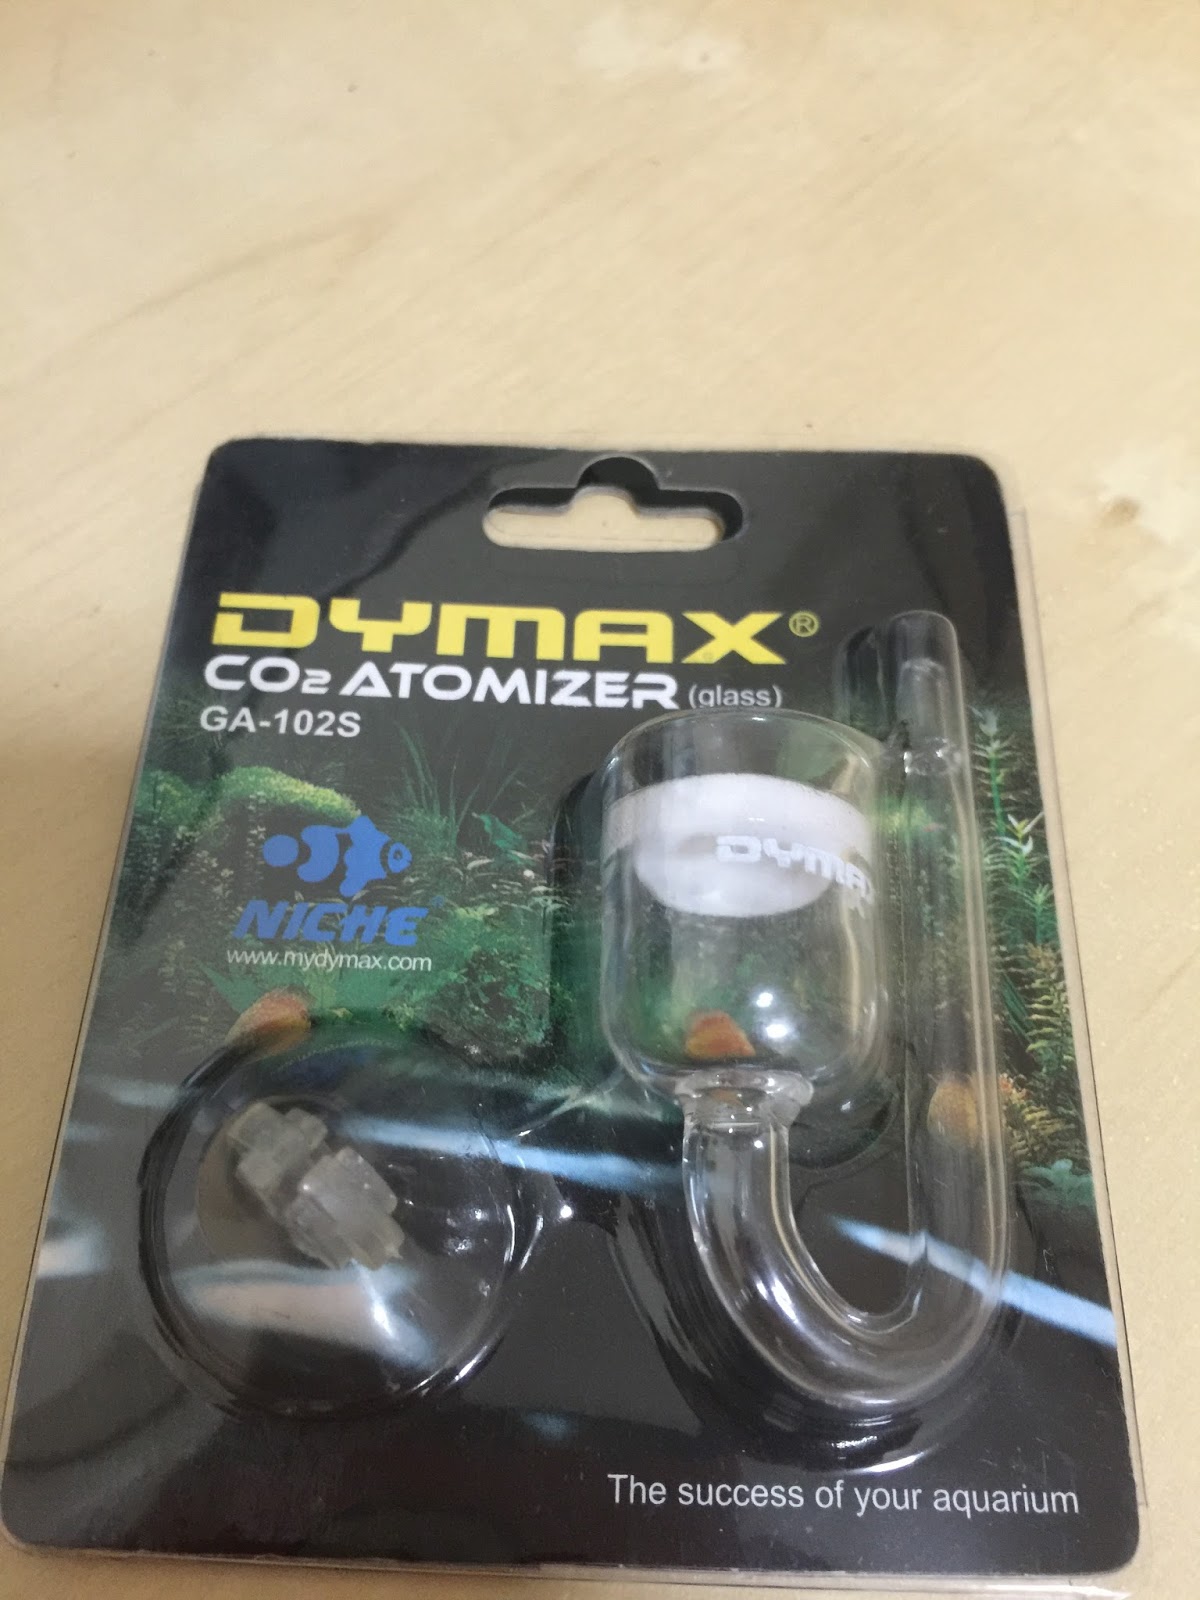 DYMAX®
CO2 ATOMIZER (glass)
GA-102S
DYMAX
NICHE
www.mydymax.com
The success of your aquarium